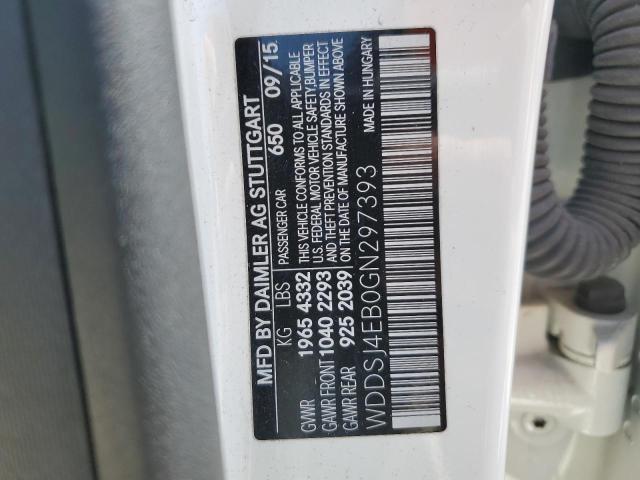 MFD BY DAIMLER AG STUTTGART
650 09/15
KG LBS PASSENGER CAR
GVWR 1965 4332
GAWR FRONT 1040 2293
GAWR REAR 925 2039
THIS VEHICLE CONFORMS TO ALL APPLICABLE
U.S. FEDERAL MOTOR VEHICLE SAFETY,BUMPER
AND THEFT PREVENTION STANDARDS IN EFFECT
ON THE DATE OF MANUFACTURE SHOWN ABOVE
MADE IN HUNGARY
WDDSJ4EB0GN297393